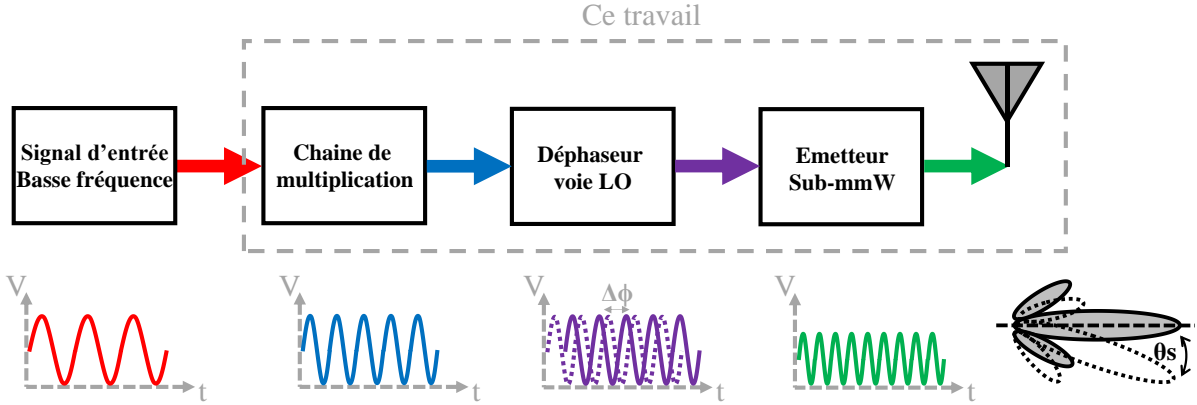 Ce travail
Signal d'entrée
Basse fréquence
Chaine de
multiplication
Déphaseur
voie LO
Emetteur
Sub-mmW
V
t
V
t
V
Δϕ
t
V
t
θs